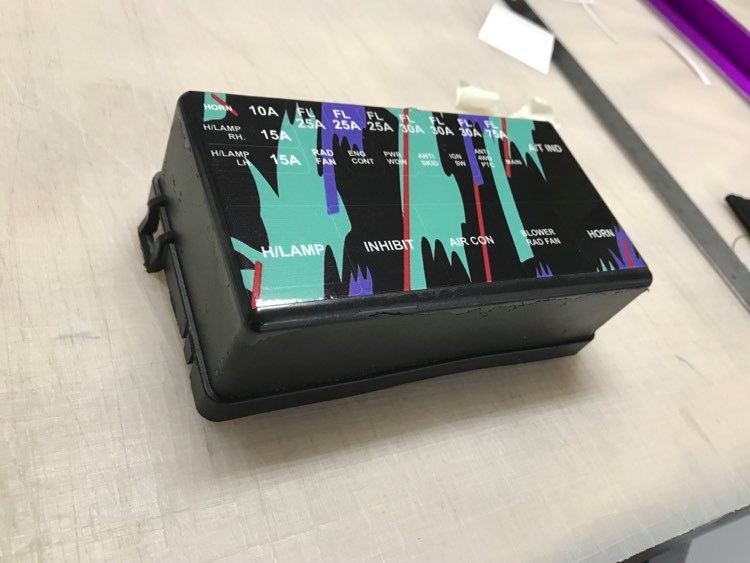 HORN 10A FL 25A FL 25A FL 25A FL 30A FL 30A FL 30A FL 75A
H/LAMP RH. 15A A/T IND
H/LAMP LH 15A RAD FAN ENG CONT PWR WDW ANTI SKID IGN SW ANTI 4WD PTC MAIN
H/LAMP INHIBIT AIR CON BLOWER RAD FAN HORN